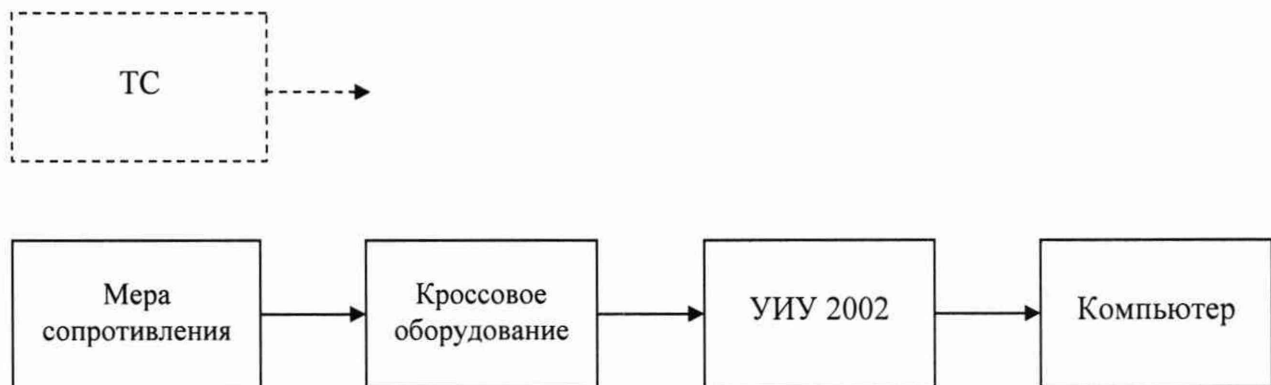 ТС
Мера
сопротивления
Кроссовое
оборудование
УИУ 2002
Компьютер